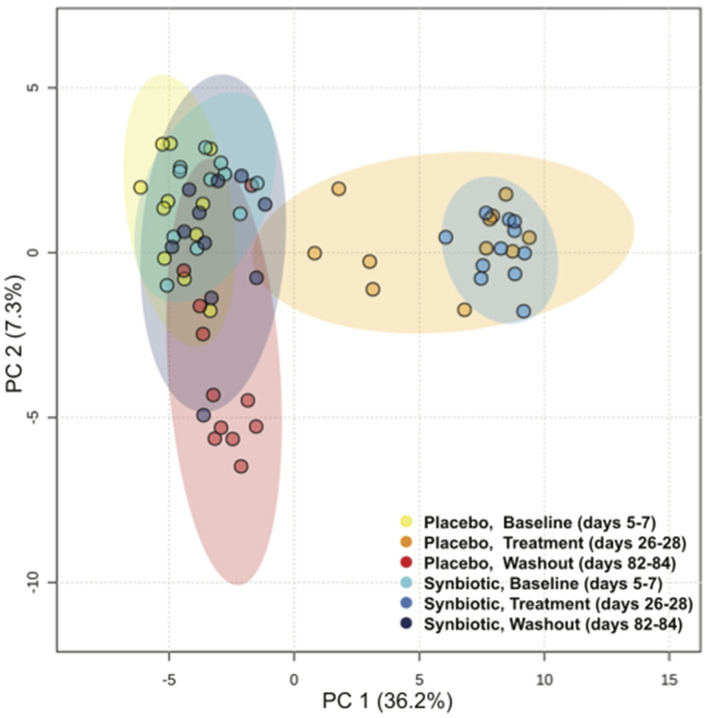 5
0
-5
-10
PC 2 (7.3%)
Placebo, Baseline (days 5-7)
Placebo, Treatment (days 26-28)
Placebo, Washout (days 82-84)
Synbiotic, Baseline (days 5-7)
Synbiotic, Treatment (days 26-28)
Synbiotic, Washout (days 82-84)
-5 0 5 10 15
PC 1 (36.2%)